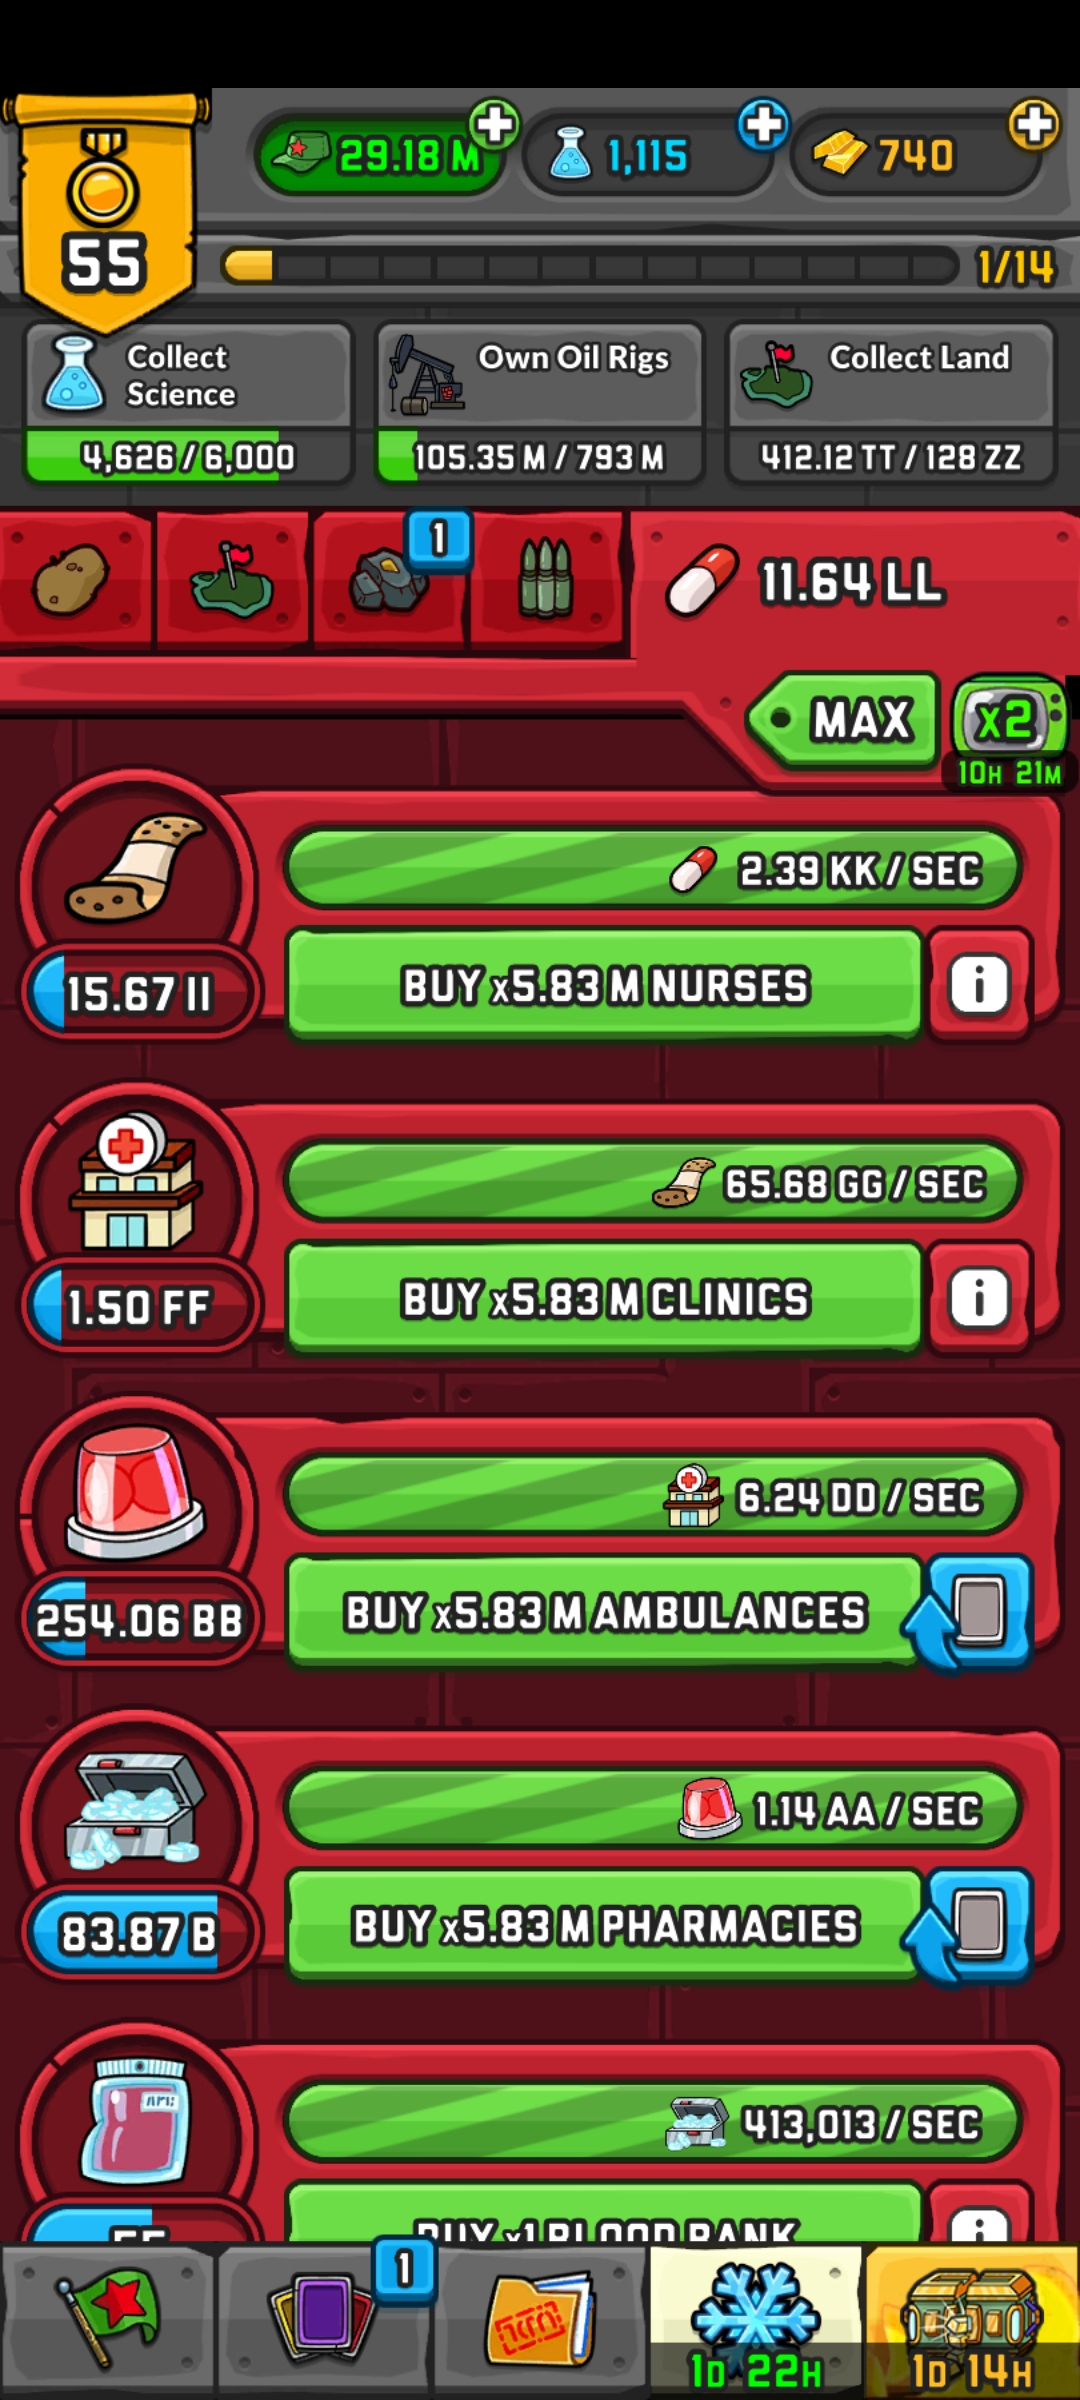 29.18 M
1,115
740
55
1/14
Collect
Science
4,626 / 6,000
Own Oil Rigs
105.35 M / 793 M
Collect Land
412.12 TT / 128 ZZ
1
11.64 LL
MAX
x2
10H 21M
2.39 KK / SEC
15.67 II
BUY x5.83 M NURSES
i
65.68 GG / SEC
1.50 FF
BUY x5.83 M CLINICS
i
6.24 DD / SEC
254.06 BB
BUY x5.83 M AMBULANCES
1.14 AA / SEC
83.87 B
BUY x5.83 M PHARMACIES
413,013 / SEC
BUY x1 BLOOD BANK
i
1
1D 22H
1D 14H